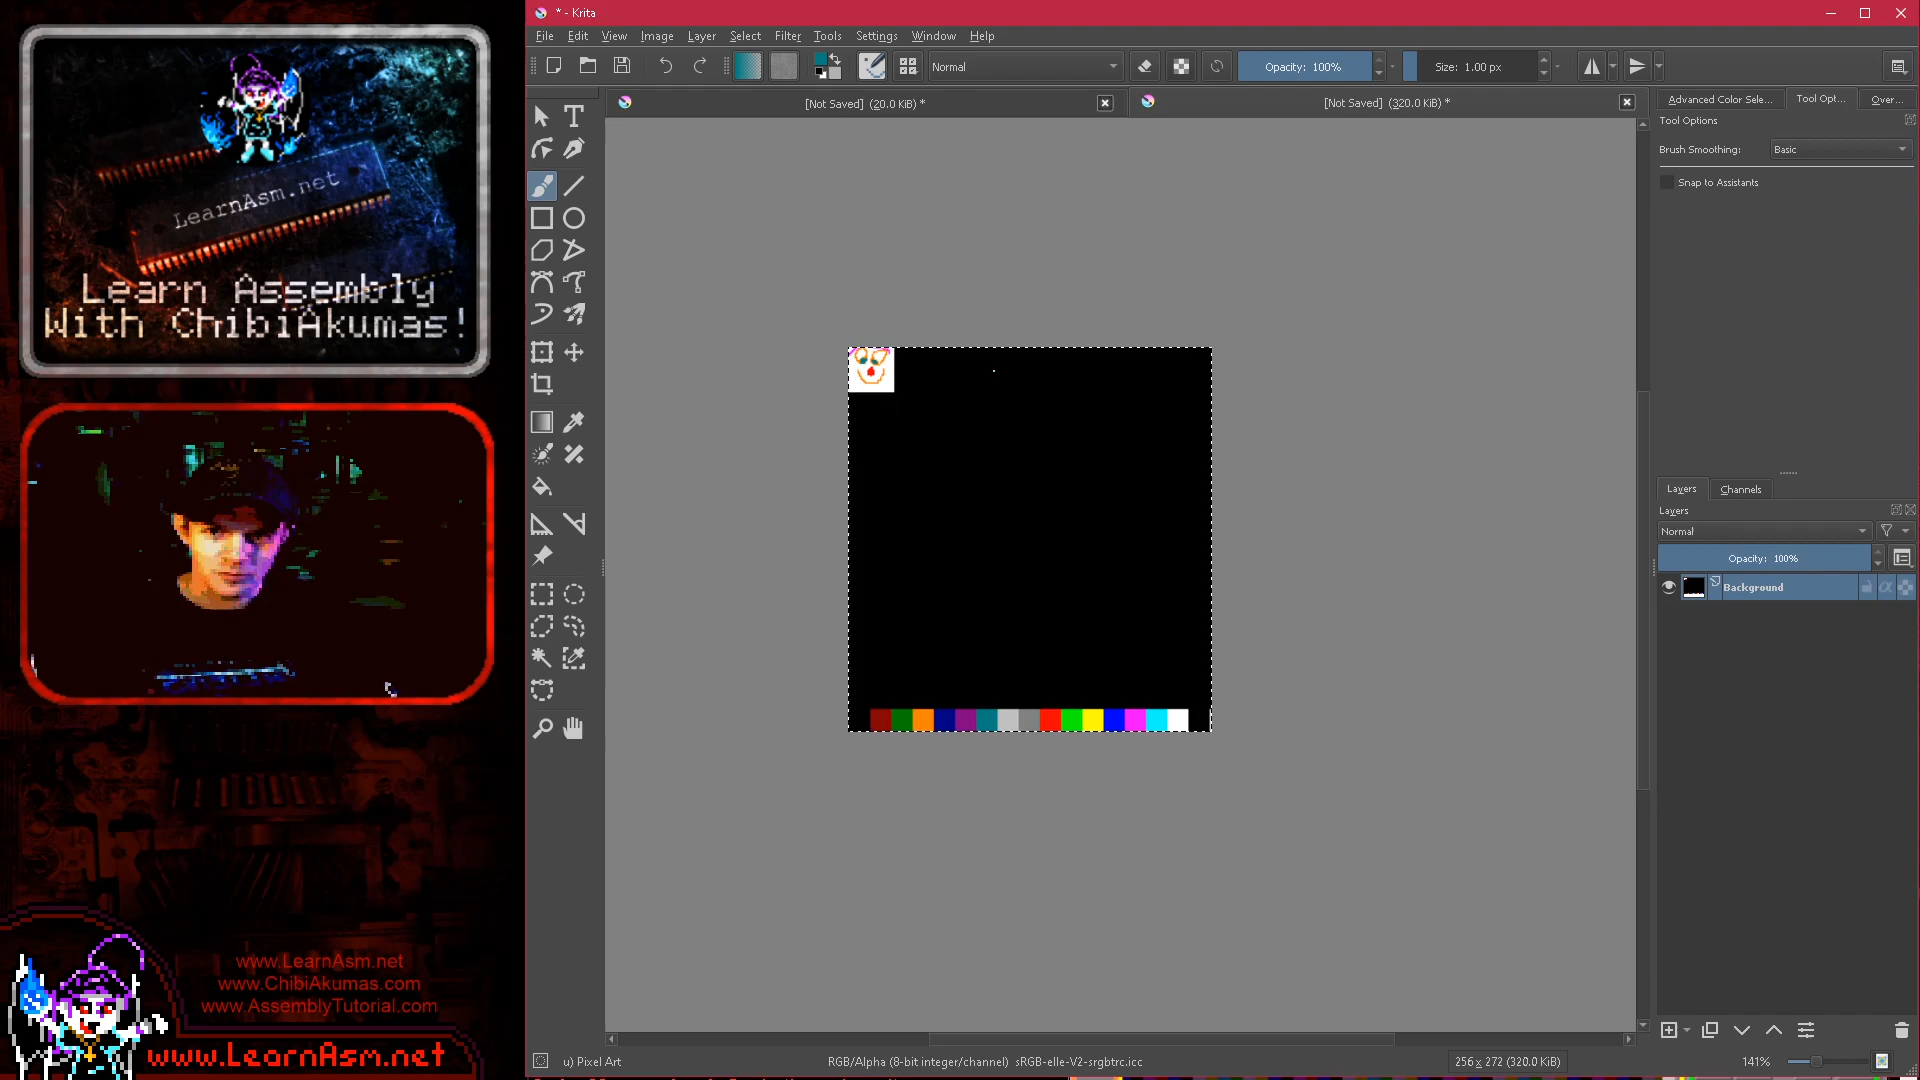 LearnAsm.net
Learn Assembly
With ChibiAkumas!
www.LearnAsm.net
www.ChibiAkumas.com
www.AssemblyTutorial.com
www.LearnAsm.net
* - Krita
File Edit View Image Layer Select Filter Tools Settings Window Help
Normal
Opacity: 100%
Size: 1.00 px
[Not Saved] (20.0 KiB) *
[Not Saved] (320.0 KiB) *
Advanced Color Sele...
Tool Opt...
Over...
Tool Options
Brush Smoothing:
Basic
Snap to Assistants
Layers
Channels
Layers
Normal
Opacity: 100%
Background
u) Pixel Art
RGB/Alpha (8-bit integer/channel) sRGB-elle-V2-srgbtrc.icc
256 x 272 (320.0 KiB)
141%